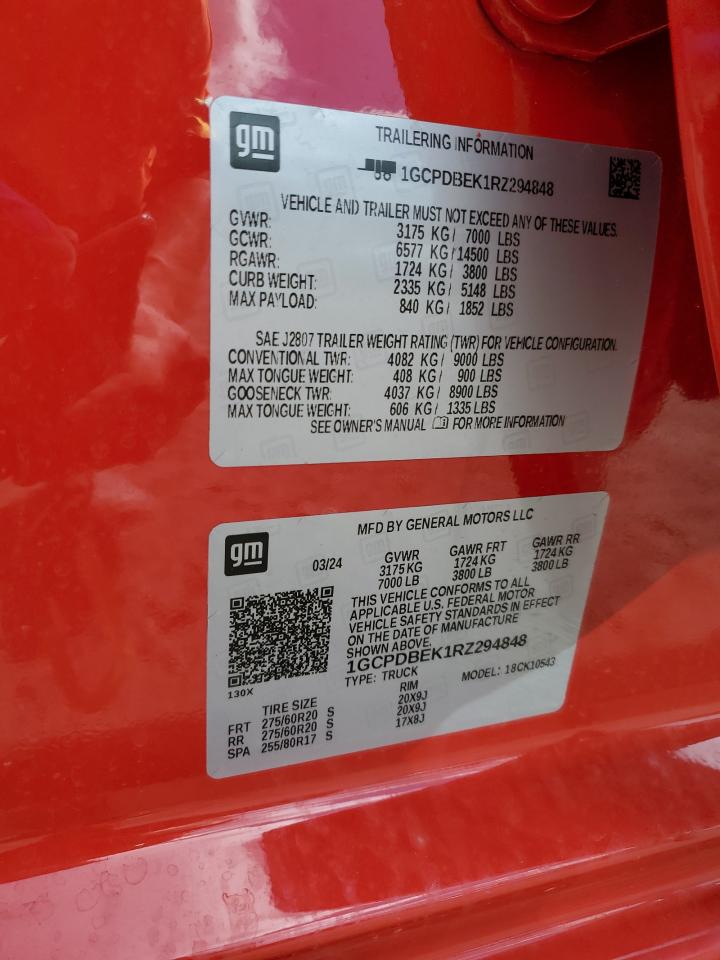 gm
TRAILERING INFORMATION
1GCPDBEK1RZ294848
VEHICLE AND TRAILER MUST NOT EXCEED ANY OF THESE VALUES.
GVWR: 3175 KG/ 7000 LBS
GCWR: 6577 KG/14500 LBS
RGAWR: 1724 KG/ 3800 LBS
CURB WEIGHT: 2335 KG/ 5148 LBS
MAX PAYLOAD: 840 KG/ 1852 LBS
SAE J2807 TRAILER WEIGHT RATING (TWR) FOR VEHICLE CONFIGURATION.
CONVENTIONAL TWR: 4082 KG/ 9000 LBS
MAX TONGUE WEIGHT: 408 KG/ 900 LBS
GOOSENECK TWR: 4037 KG/ 8900 LBS
MAX TONGUE WEIGHT: 606 KG/ 1335 LBS
SEE OWNER'S MANUAL FOR MORE INFORMATION
gm
MFD BY GENERAL MOTORS LLC
03/24 GVWR GAWR FRT GAWR RR
3175 KG 1724 KG 1724 KG
7000 LB 3800 LB 3800 LB
THIS VEHICLE CONFORMS TO ALL
APPLICABLE U.S. FEDERAL MOTOR
VEHICLE SAFETY STANDARDS IN EFFECT
ON THE DATE OF MANUFACTURE
SHOWN ABOVE.
1GCPDBEK1RZ294848
TYPE: TRUCK MODEL: 18CK10543
130X
TIRE SIZE RIM
FRT 275/60R20 S 20X9J
RR 275/60R20 S 20X9J
SPA 255/80R17 S 17X8J